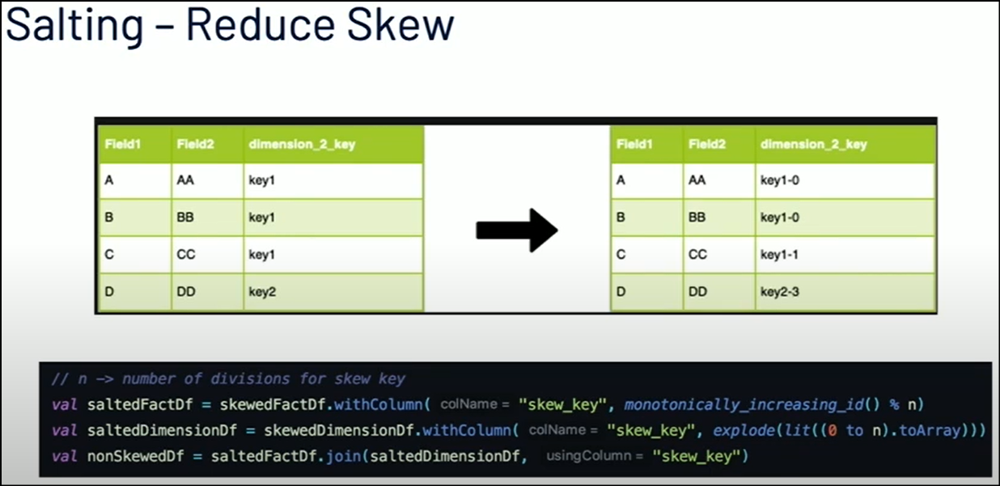 Salting – Reduce Skew
Field1 Field2 dimension_2_key
A AA key1
B BB key1
C CC key1
D DD key2
Field1 Field2 dimension_2_key
A AA key1-0
B BB key1-0
C CC key1-1
D DD key2-3
// n -> number of divisions for skew key
val saltedFactDf = skewedFactDf.withColumn( colName = "skew_key", monotonically_increasing_id() % n)
val saltedDimensionDf = skewedDimensionDf.withColumn( colName = "skew_key", explode(lit((0 to n).toArray)))
val nonSkewedDf = saltedFactDf.join(saltedDimensionDf, usingColumn = "skew_key")